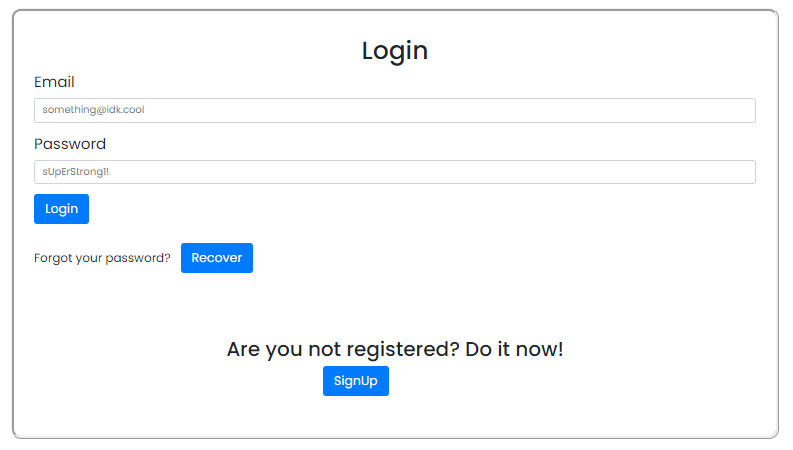 Login
Email
something@idk.cool
Password
sUpErStrong1!
Login
Forgot your password? Recover
Are you not registered? Do it now!
SignUp